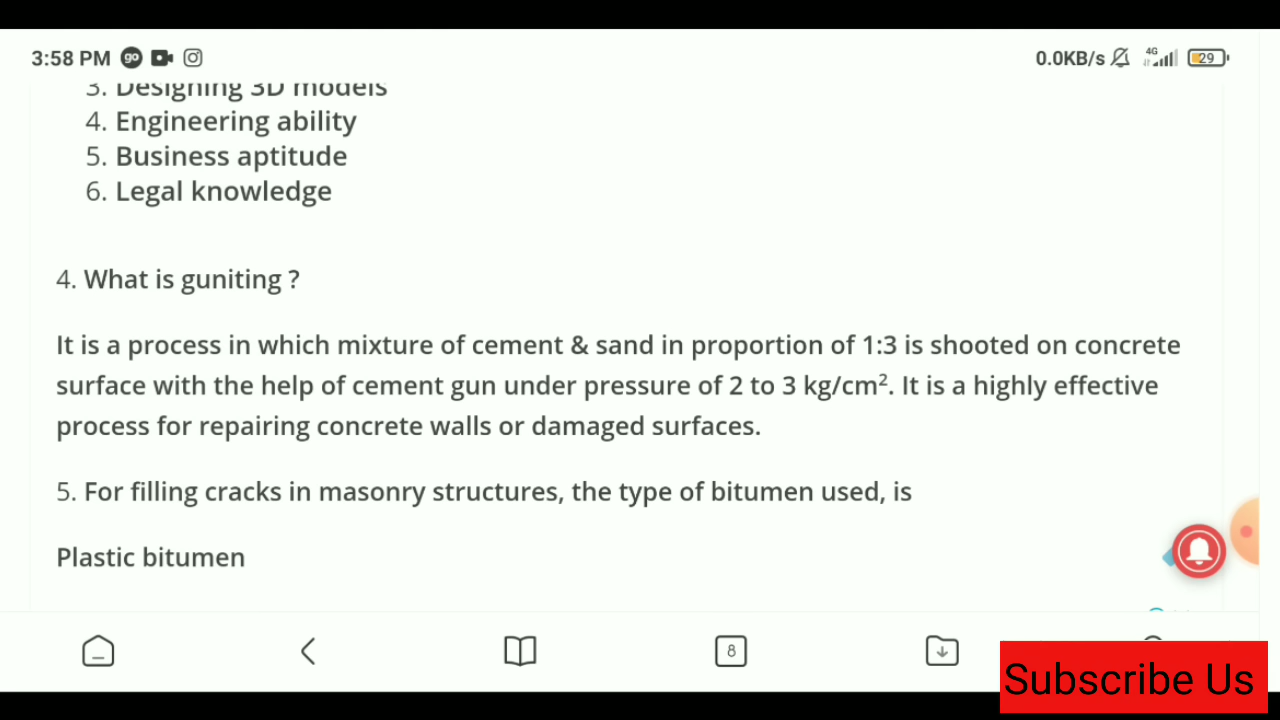 3:58 PM go 0.0KB/s 4G 29
3. Designing 3D models
4. Engineering ability
5. Business aptitude
6. Legal knowledge
4. What is guniting ?
It is a process in which mixture of cement & sand in proportion of 1:3 is shooted on concrete
surface with the help of cement gun under pressure of 2 to 3 kg/cm². It is a highly effective
process for repairing concrete walls or damaged surfaces.
5. For filling cracks in masonry structures, the type of bitumen used, is
Plastic bitumen
8
Subscribe Us